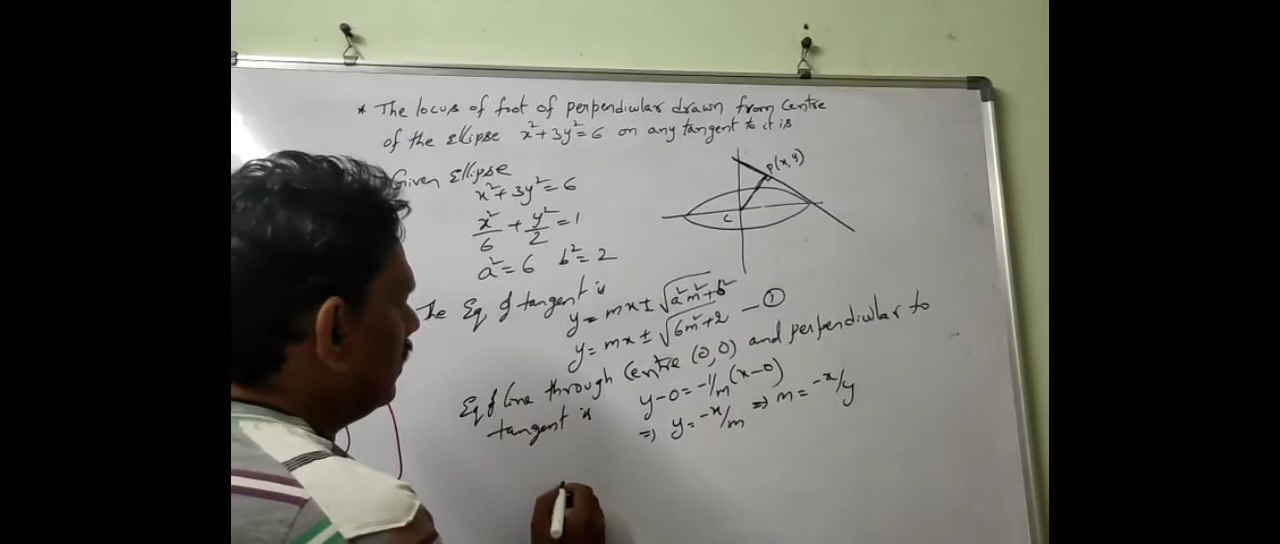 * The locus of foot of perpendicular drawn from centre
of the Ellipse x²+3y²=6 on any tangent to it is
Given Ellipse
x²+3y²=6
x²/6 + y²/2 = 1
a²=6 b²=2
P(x,y)
C
The Eq of tangent is
y=mx±√a²m²+b²
y=mx±√6m²+2 —①
Eq of line through Centre (0,0) and perpendicular to
tangent is
y-0=-1/m(x-0)
⇒ y=-x/m ⇒ m=-x/y